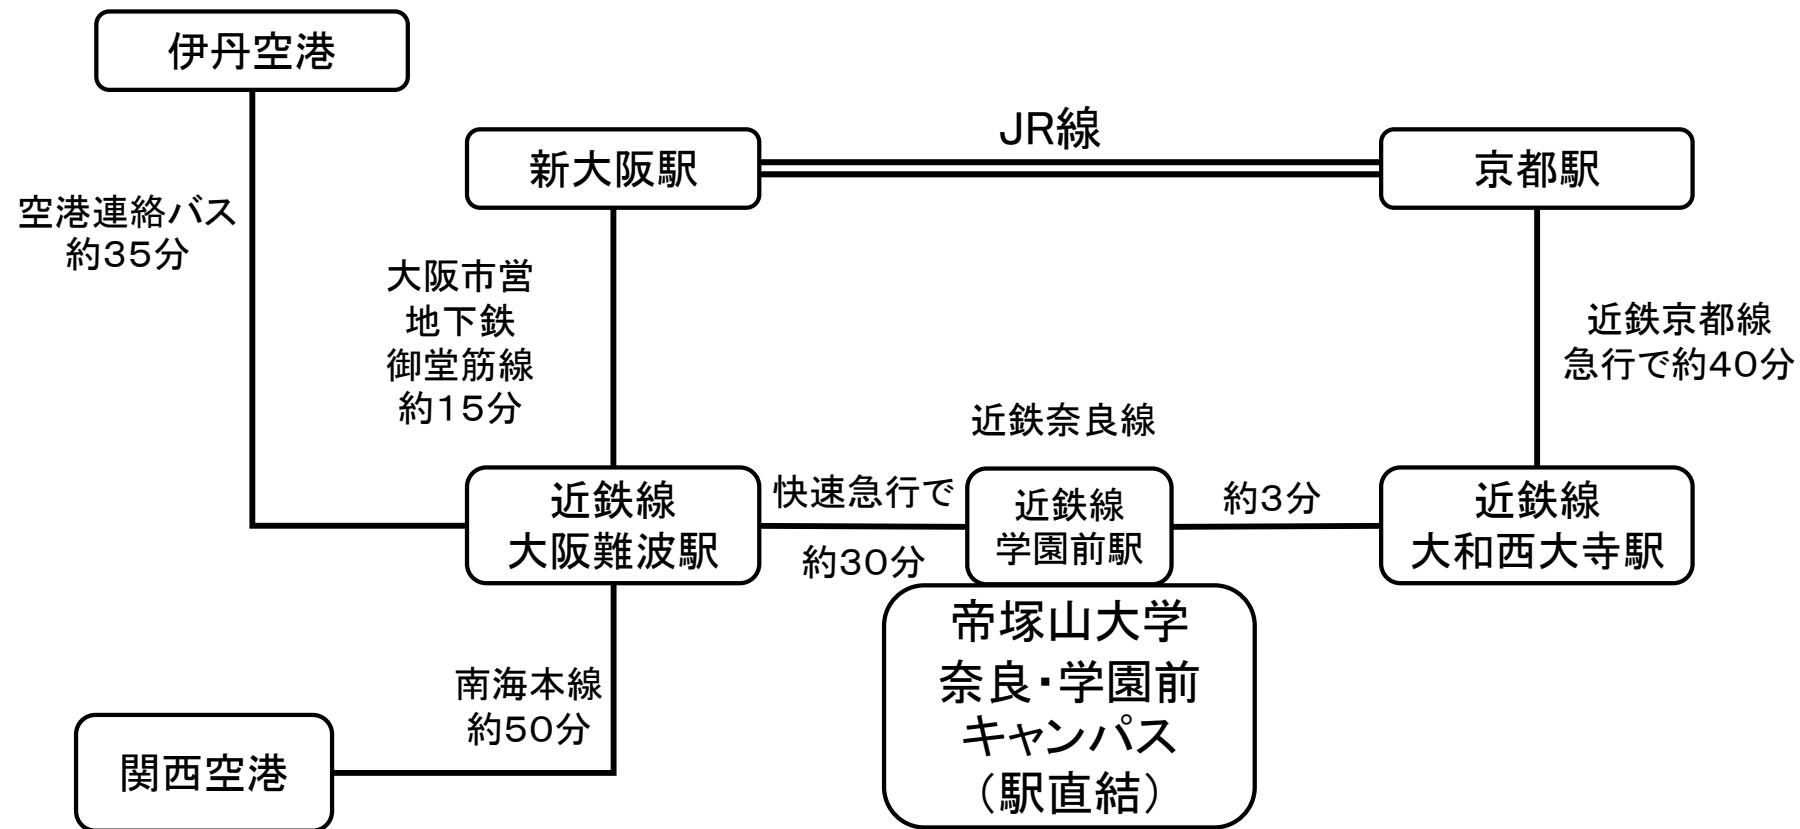 伊丹空港
JR線
新大阪駅
京都駅
空港連絡バス
約35分
大阪市営
地下鉄
御堂筋線
約15分
近鉄京都線
急行で約40分
近鉄奈良線
近鉄線
大阪難波駅
快速急行で
約30分
近鉄線
学園前駅
約3分
近鉄線
大和西大寺駅
帝塚山大学
奈良・学園前
キャンパス
（駅直結）
南海本線
約50分
関西空港